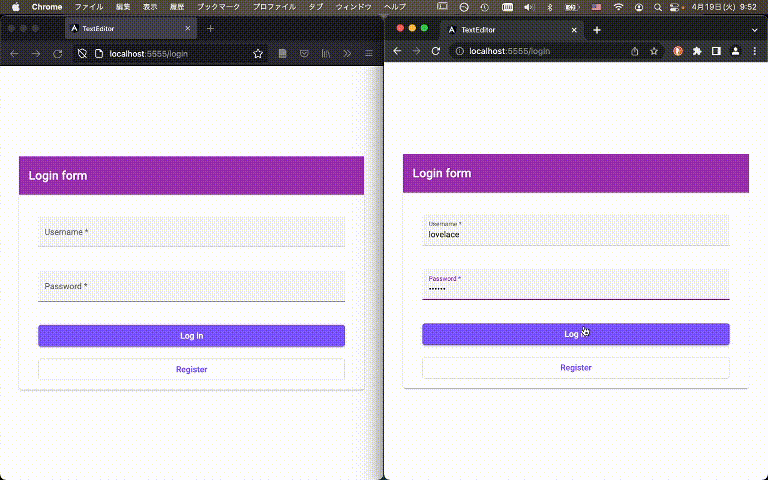 Chrome ファイル 編集 表示 履歴 ブックマーク プロファイル タブ ウィンドウ ヘルプ 4月19日(火) 9:52
TextEditor
localhost:5555/login
Login form
Username *
Password *
Log In
Register
TextEditor
localhost:5555/login
Login form
Username *
lovelace
Password *
••••••
Log
Register